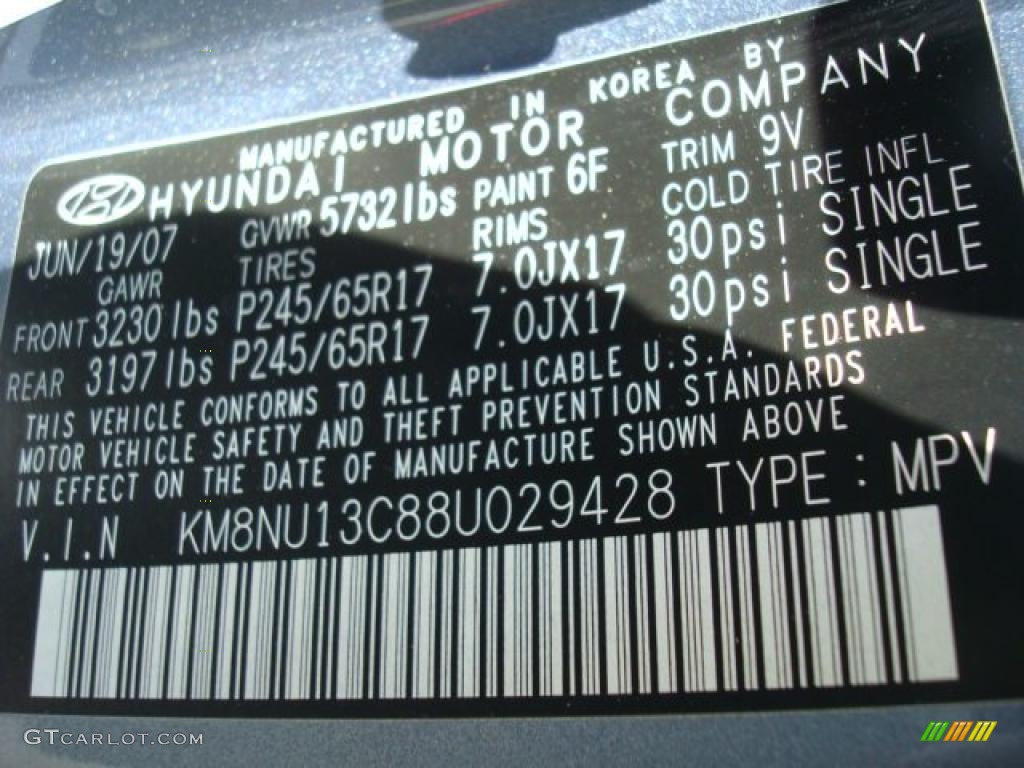 MANUFACTURED IN KOREA BY
HYUNDAI MOTOR COMPANY
JUN/19/07 GVWR 5732lbs PAINT 6F TRIM 9V
GAWR TIRES RIMS COLD TIRE INFL
FRONT 3230 lbs P245/65R17 7.0JX17 30psi SINGLE
REAR 3197 lbs P245/65R17 7.0JX17 30psi SINGLE
THIS VEHICLE CONFORMS TO ALL APPLICABLE U.S.A. FEDERAL
MOTOR VEHICLE SAFETY AND THEFT PREVENTION STANDARDS
IN EFFECT ON THE DATE OF MANUFACTURE SHOWN ABOVE
V.I.N KM8NU13C88U029428 TYPE : MPV
GTCARLOT.COM